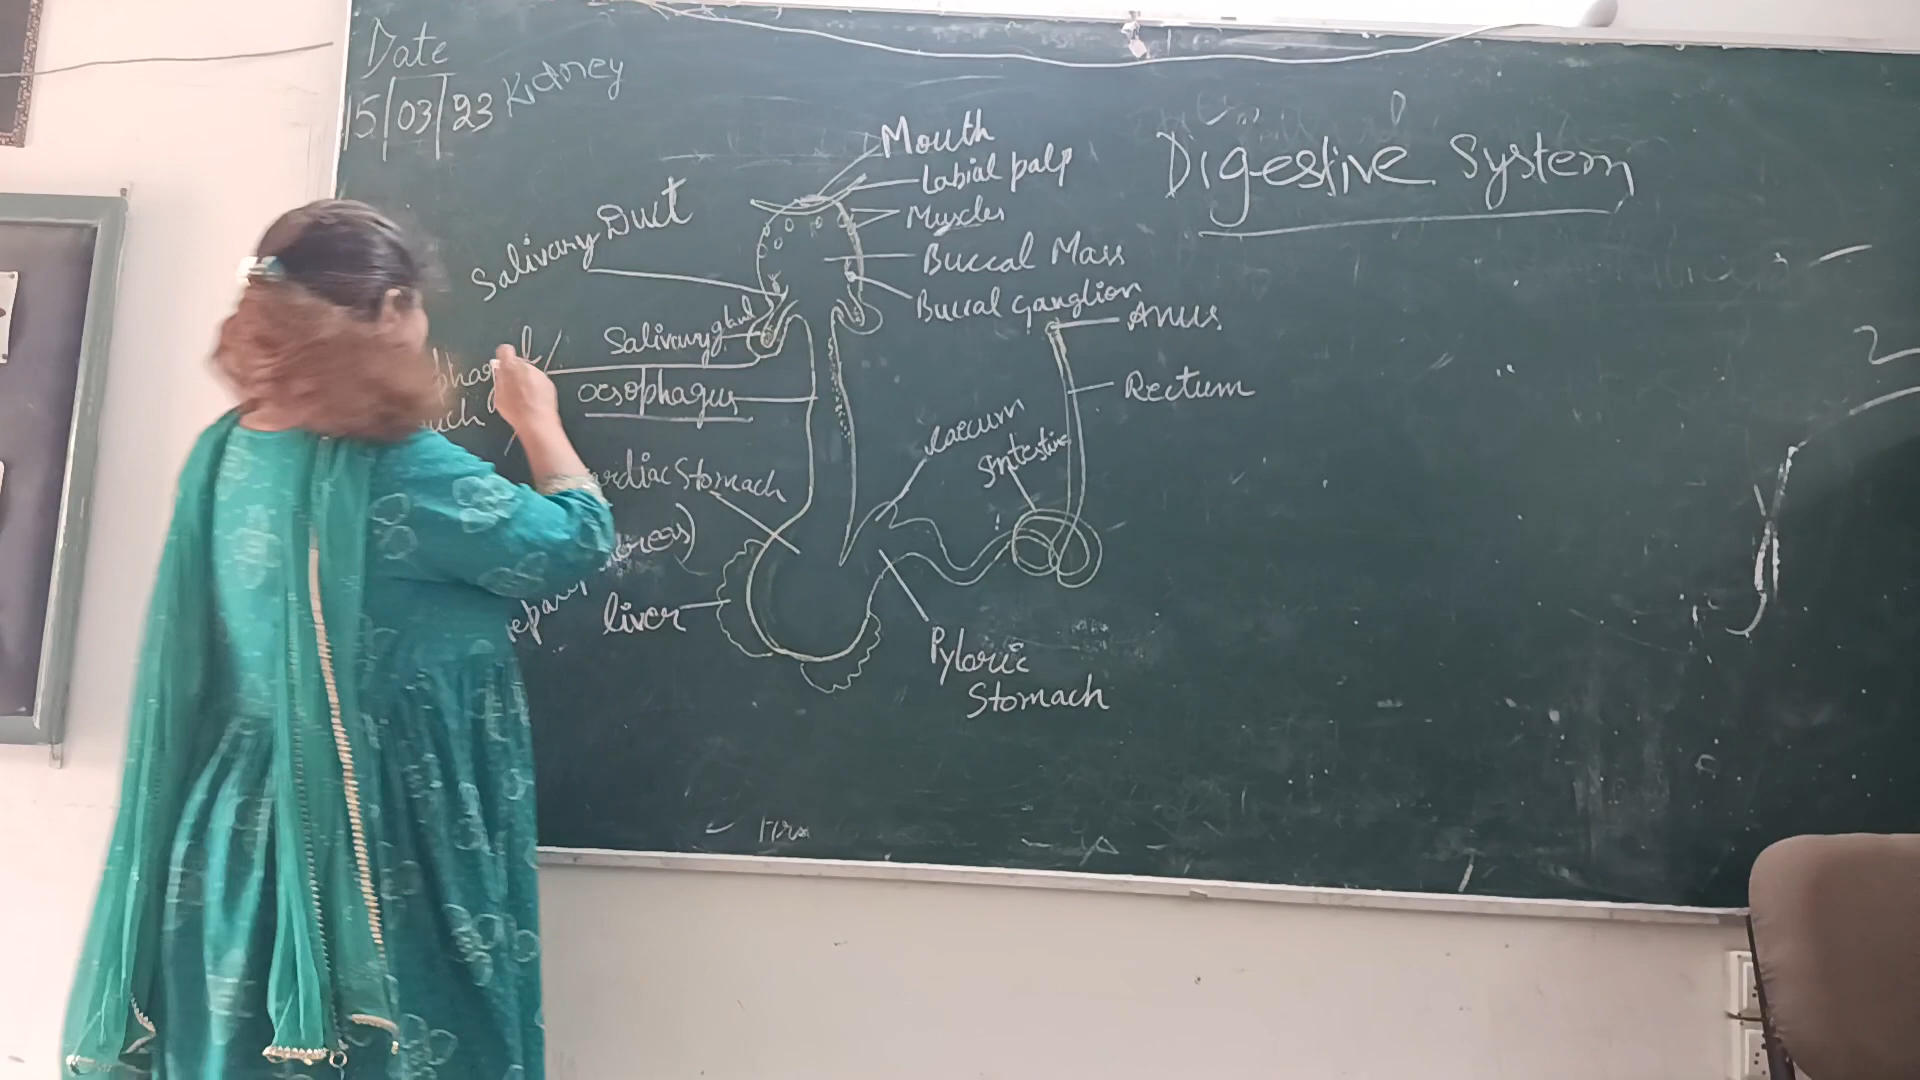 Date
15/03/23 Kidney
Digestive System
Mouth
Labial palp
Muscles
Buccal Mass
Buccal ganglion
Anus
Rectum
Salivary Duct
Salivary gland
oesophagus
Caecum
Intestine
Stomach
liver
Pyloric
Stomach